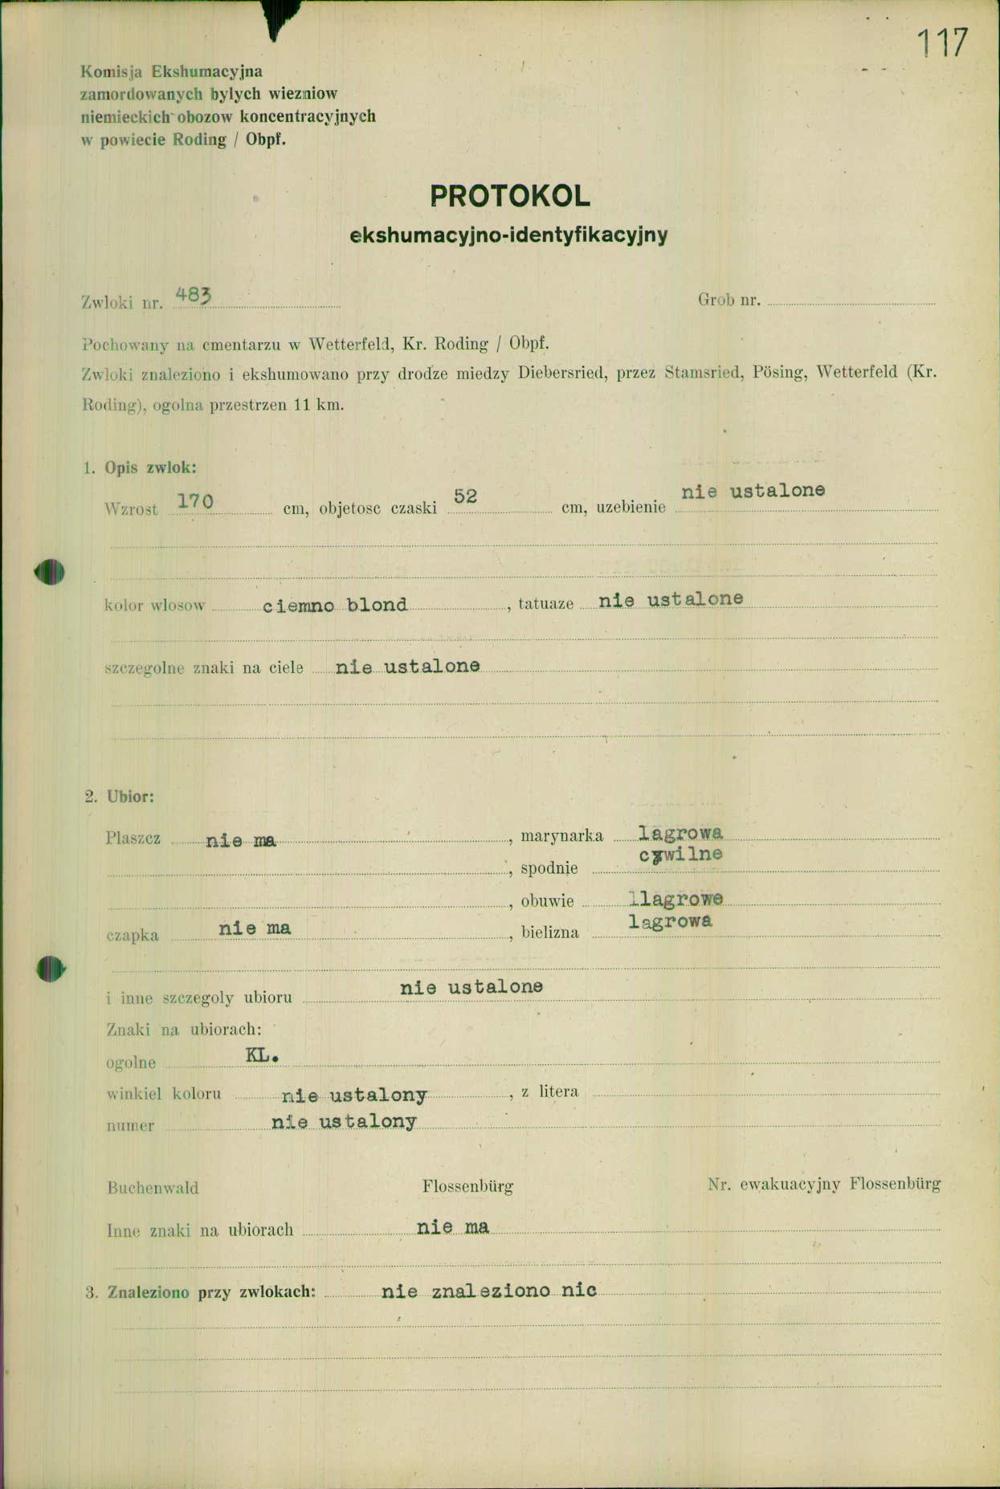 117
Komisja Ekshumacyjna
zamordowanych bylych wiezniow
niemieckich obozow koncentracyjnych
w powiecie Roding / Obpf.
PROTOKOL
ekshumacyjno-identyfikacyjny
Zwloki nr. 483 Grob nr.
Pochowany na cmentarzu w Wetterfeld, Kr. Roding / Obpf.
Zwloki znaleziono i ekshumowano przy drodze miedzy Diebersried, przez Stamsried, Pösing, Wetterfeld (Kr.
Roding), ogolna przestrzen 11 km.
1. Opis zwlok:
Wzrost 170 cm, objetosc czaski 52 cm, uzebienie nie ustalone
kolor wlosow ciemno blond , tatuaze nie ustalone
szczegolne znaki na ciele nie ustalone
2. Ubior:
Plaszcz nie ma , marynarka lagrowa
, spodnie cywilne
, obuwie llagrowe
czapka nie ma , bielizna lagrowa
i inne szczegoly ubioru nie ustalone
Znaki na ubiorach:
ogolne KL.
winkiel koloru nie ustalony , z litera
numer nie ustalony
Buchenwald Flossenbürg Nr. ewakuacyjny Flossenbürg
Inne znaki na ubiorach nie ma
3. Znaleziono przy zwlokach: nie znaleziono nic